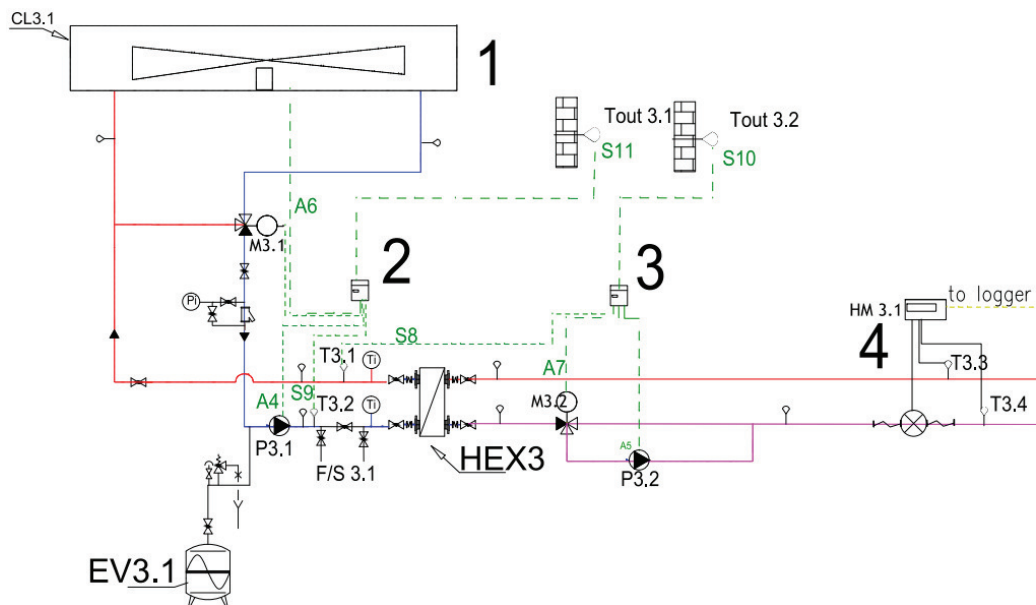 CL3.1
1
Tout 3.1
Tout 3.2
S11
S10
A6
M3.1
2
3
Pi
HM 3.1
to logger
4
S8
T3.1
Ti
A7
T3.3
A4
S9
T3.2
Ti
M3.2
T3.4
P3.1
F/S 3.1
HEX3
A5
P3.2
EV3.1